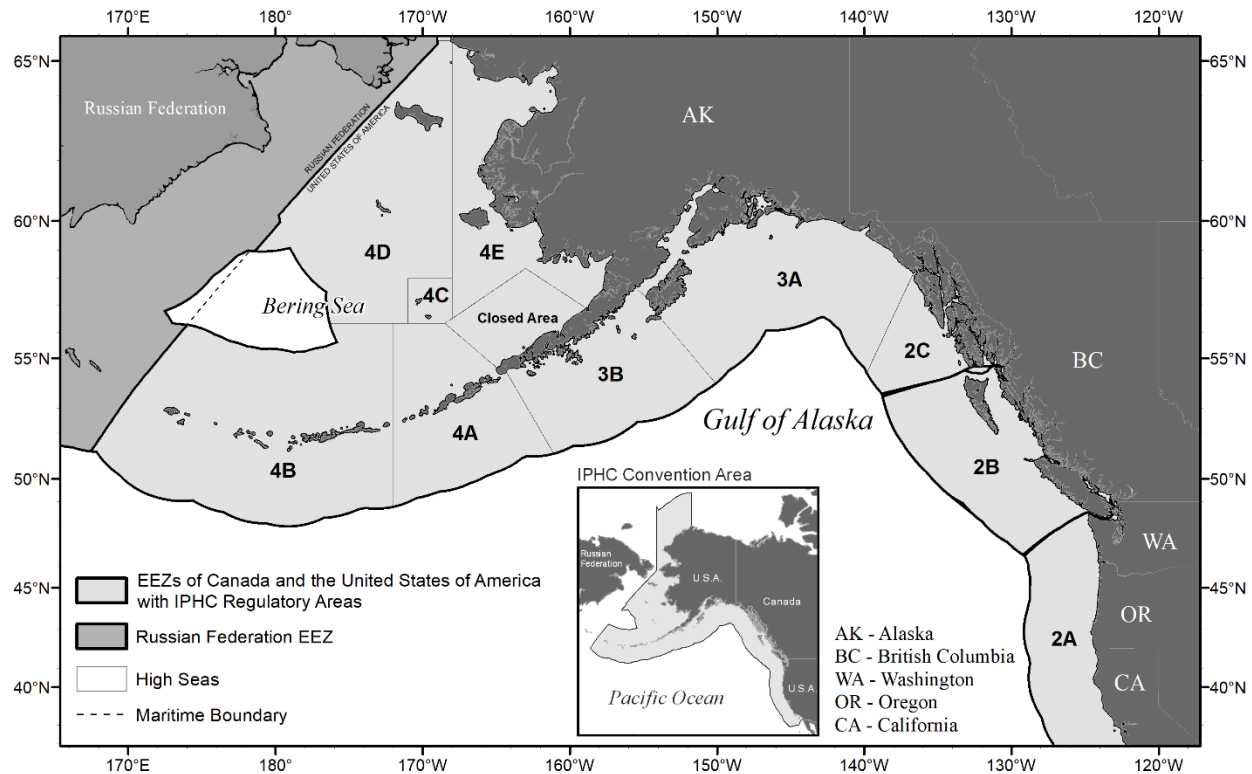 170°E 180° 170°W 160°W 150°W 140°W 130°W 120°W
65°N 65°N
Russian Federation
RUSSIAN FEDERATION
UNITED STATES OF AMERICA
AK
60°N 60°N
4D
4E
3A
4C
Bering Sea
Closed Area
55°N 55°N
2C
BC
3B
Gulf of Alaska
4A
4B
2B
50°N 50°N
IPHC Convention Area
Russian
Federation
U.S.A.
Canada
U.S.A.
Pacific Ocean
WA
OR
2A
CA
45°N 45°N
40°N 40°N
EEZs of Canada and the United States of America
with IPHC Regulatory Areas
Russian Federation EEZ
High Seas
Maritime Boundary
AK - Alaska
BC - British Columbia
WA - Washington
OR - Oregon
CA - California
170°E 180° 170°W 160°W 150°W 140°W 130°W 120°W